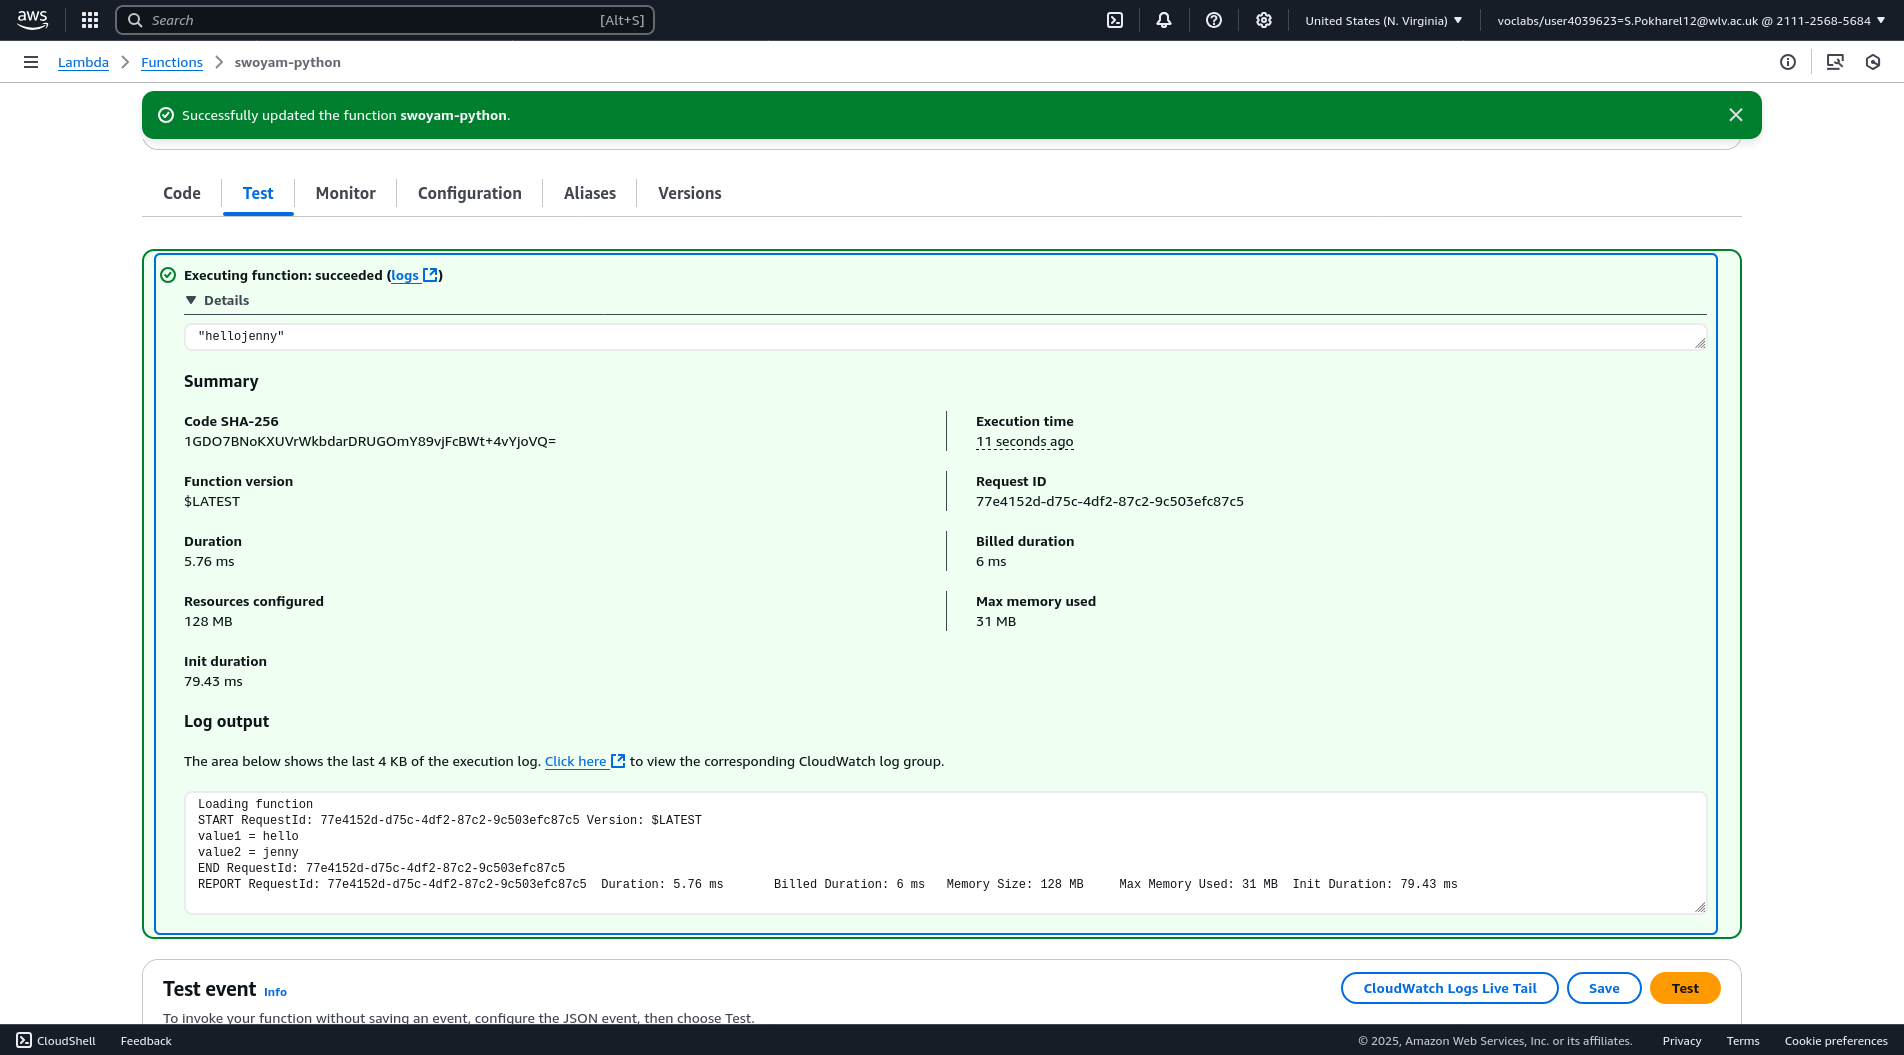 aws
Search [Alt+S]
United States (N. Virginia)
voclabs/user4039623=S.Pokharel12@wlv.ac.uk @ 2111-2568-5684
Lambda
Functions
swoyam-python
Successfully updated the function swoyam-python.
Code
Test
Monitor
Configuration
Aliases
Versions
Executing function: succeeded (logs)
Details
"hellojenny"
Summary
Code SHA-256
1GDO7BNoKXUVrWkbdarDRUGOmY89vjFcBWt+4vYjoVQ=
Execution time
11 seconds ago
Function version
$LATEST
Request ID
77e4152d-d75c-4df2-87c2-9c503efc87c5
Duration
5.76 ms
Billed duration
6 ms
Resources configured
128 MB
Max memory used
31 MB
Init duration
79.43 ms
Log output
The area below shows the last 4 KB of the execution log. Click here to view the corresponding CloudWatch log group.
Loading function
START RequestId: 77e4152d-d75c-4df2-87c2-9c503efc87c5 Version: $LATEST
value1 = hello
value2 = jenny
END RequestId: 77e4152d-d75c-4df2-87c2-9c503efc87c5
REPORT RequestId: 77e4152d-d75c-4df2-87c2-9c503efc87c5 Duration: 5.76 ms Billed Duration: 6 ms Memory Size: 128 MB Max Memory Used: 31 MB Init Duration: 79.43 ms
Test event Info
CloudWatch Logs Live Tail
Save
Test
To invoke your function without saving an event, configure the JSON event, then choose Test.
CloudShell
Feedback
© 2025, Amazon Web Services, Inc. or its affiliates.
Privacy
Terms
Cookie preferences